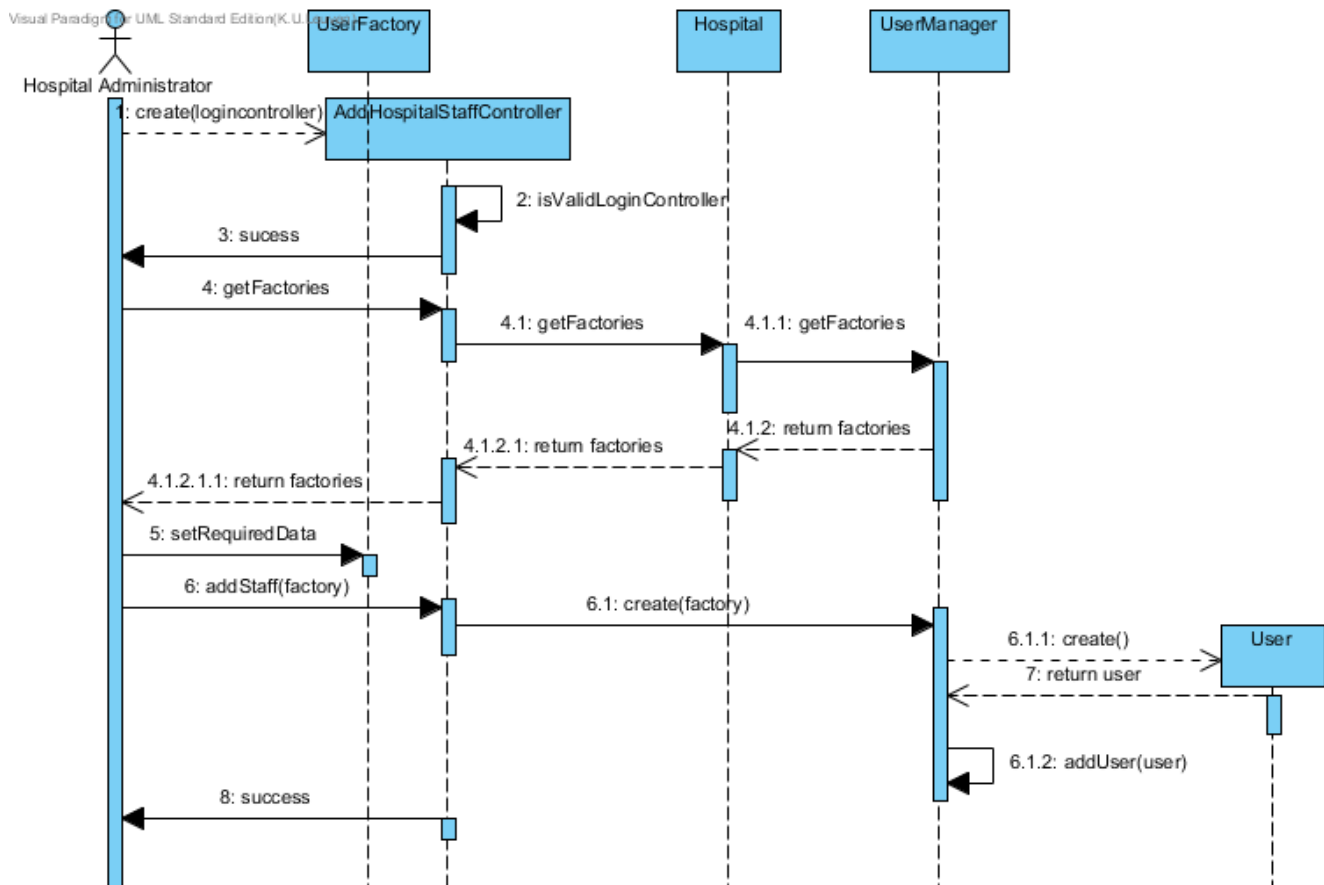 Visual Paradigm for UML Standard Edition(K.U.
UserFactory
Hospital
UserManager
Hospital Administrator
1: create(logincontroller)
AddHospitalStaffController
2: isValidLoginController
3: sucess
4: getFactories
4.1: getFactories
4.1.1: getFactories
4.1.2: return factories
4.1.2.1: return factories
4.1.2.1.1: return factories
5: setRequiredData
6: addStaff(factory)
6.1: create(factory)
6.1.1: create()
User
7: return user
6.1.2: addUser(user)
8: success